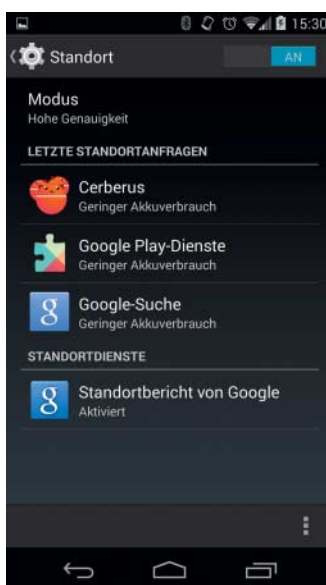 15:30
Standort
AN
Modus
Hohe Genauigkeit
LETZTE STANDORTANFRAGEN
Cerberus
Geringer Akkuverbrauch
Google Play-Dienste
Geringer Akkuverbrauch
g
Google-Suche
Geringer Akkuverbrauch
STANDORTDIENSTE
g
Standortbericht von Google
Aktiviert